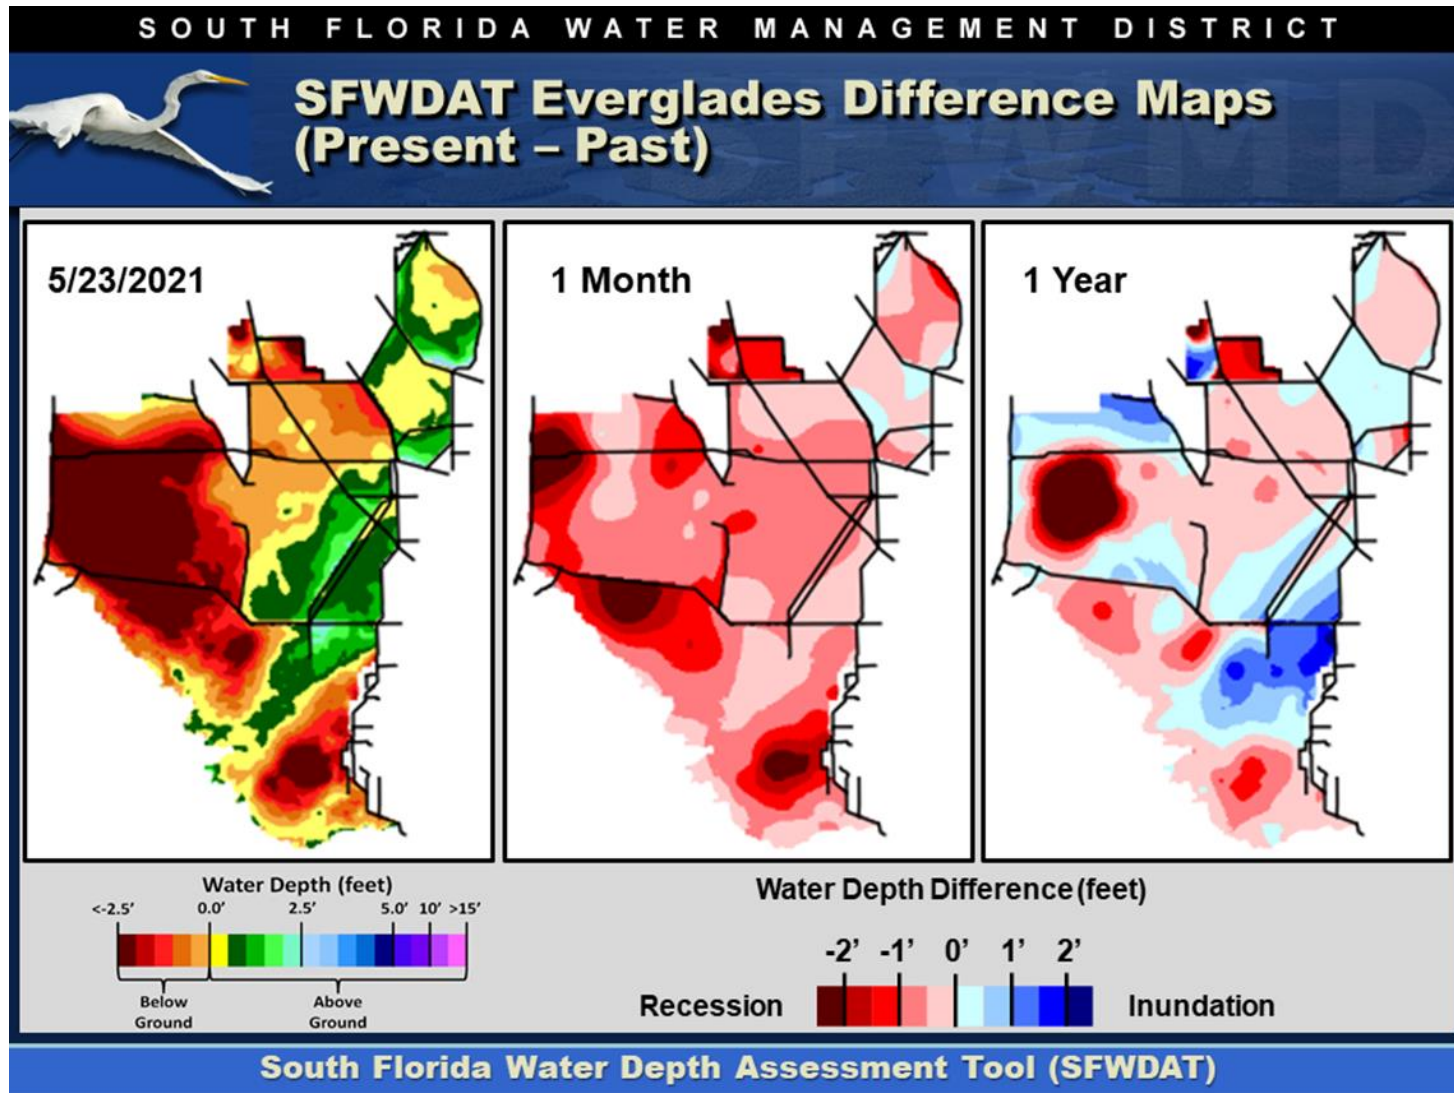 SOUTH FLORIDA WATER MANAGEMENT DISTRICT
SFWDAT Everglades Difference Maps
(Present – Past)
5/23/2021
1 Month
1 Year
Water Depth (feet)
<-2.5’ 0.0’ 2.5’ 5.0’ 10’ >15’
Below
Ground
Above
Ground
Water Depth Difference (feet)
-2’ -1’ 0’ 1’ 2’
Recession
Inundation
South Florida Water Depth Assessment Tool (SFWDAT)